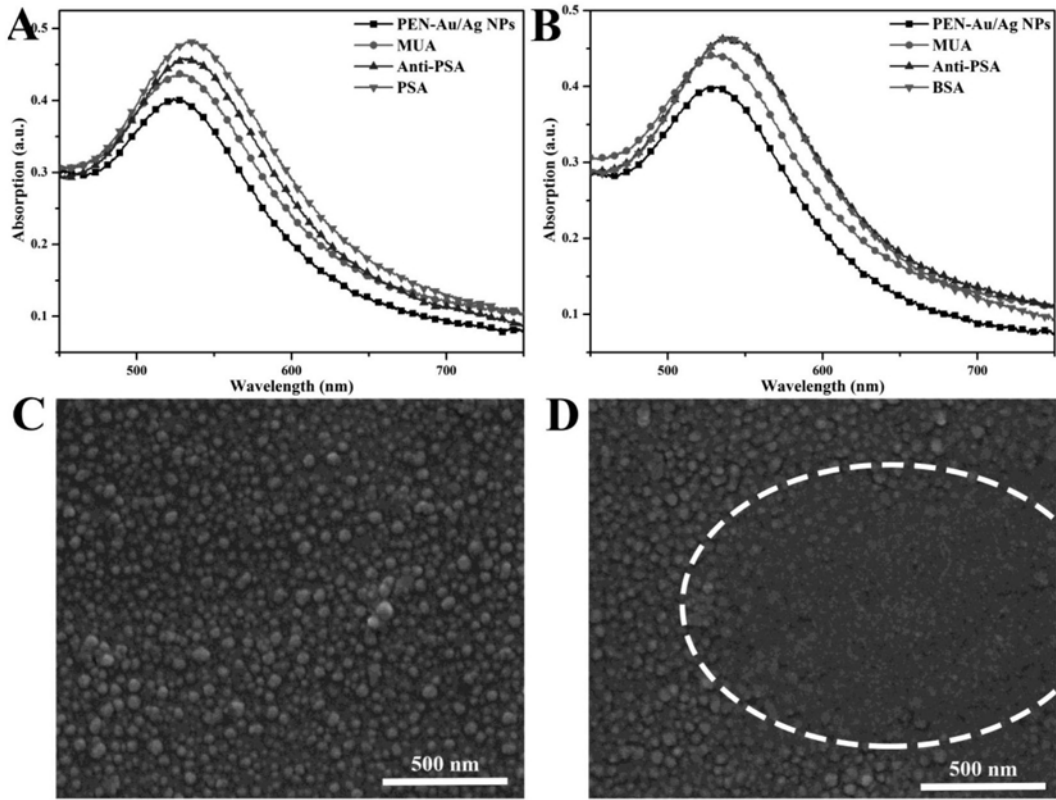 A
PEN-Au/Ag NPs
MUA
Anti-PSA
PSA
0.5
0.4
0.3
0.2
0.1
Absorption (a.u.)
500
600
700
Wavelength (nm)
B
PEN-Au/Ag NPs
MUA
Anti-PSA
BSA
0.5
0.4
0.3
0.2
0.1
Absorption (a.u.)
500
600
700
Wavelength (nm)
C
500 nm
D
500 nm